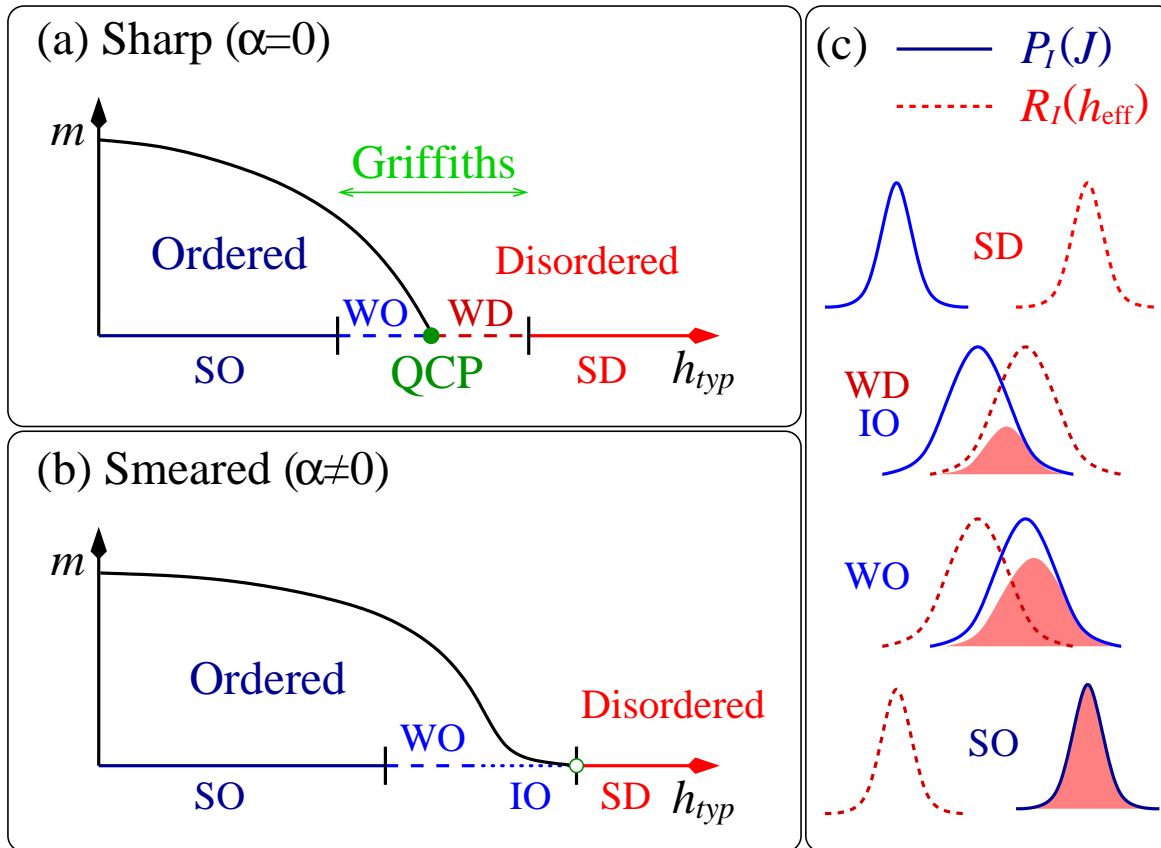 (a) Sharp (α=0)
m
Griffiths
Ordered
Disordered
WO
WD
SO
QCP
SD
h_typ
(b) Smeared (α≠0)
m
Ordered
Disordered
WO
SO
IO
SD
h_typ
(c)
P_I(J)
R_I(h_eff)
SD
WD
IO
WO
SO